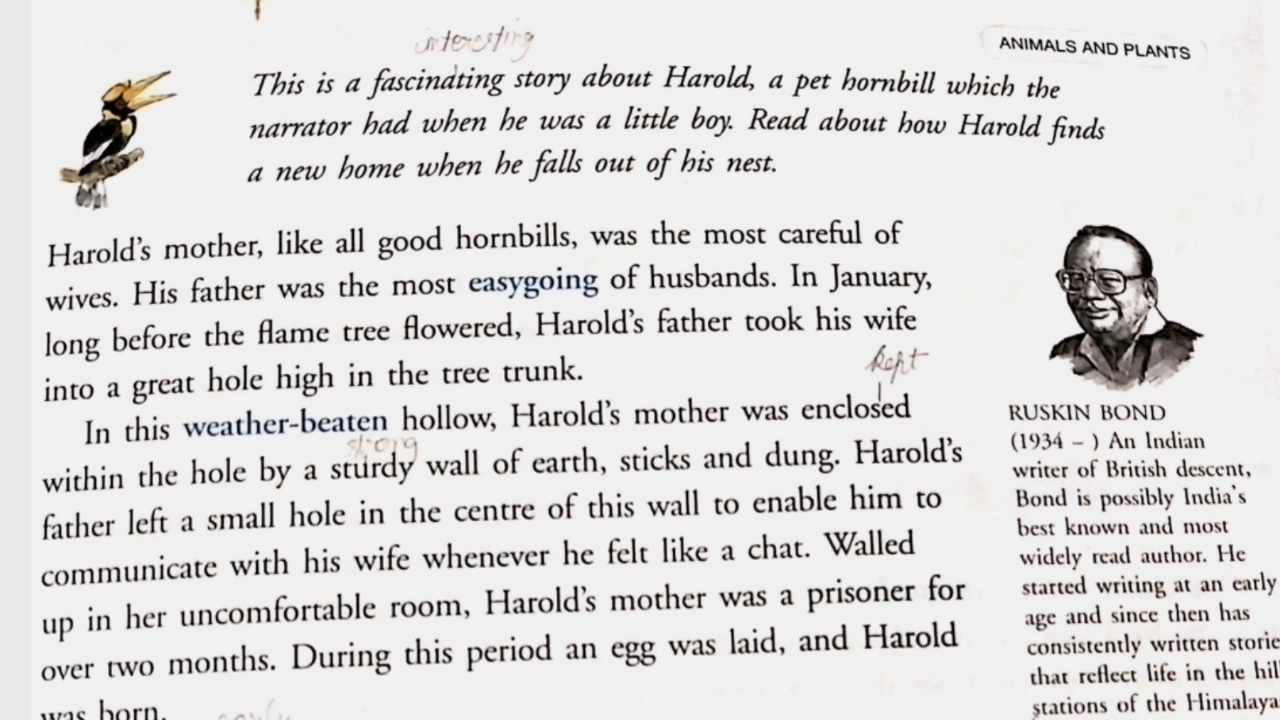 interesting
ANIMALS AND PLANTS
This is a fascinating story about Harold, a pet hornbill which the
narrator had when he was a little boy. Read about how Harold finds
a new home when he falls out of his nest.
Harold's mother, like all good hornbills, was the most careful of
wives. His father was the most easygoing of husbands. In January,
long before the flame tree flowered, Harold's father took his wife
into a great hole high in the tree trunk.
kept
In this weather-beaten hollow, Harold's mother was enclosed
strong
within the hole by a sturdy wall of earth, sticks and dung. Harold's
father left a small hole in the centre of this wall to enable him to
communicate with his wife whenever he felt like a chat. Walled
up in her uncomfortable room, Harold's mother was a prisoner for
over two months. During this period an egg was laid, and Harold
was born.
RUSKIN BOND
(1934 – ) An Indian
writer of British descent,
Bond is possibly India's
best known and most
widely read author. He
started writing at an early
age and since then has
consistently written storie
that reflect life in the hil
stations of the Himalaya